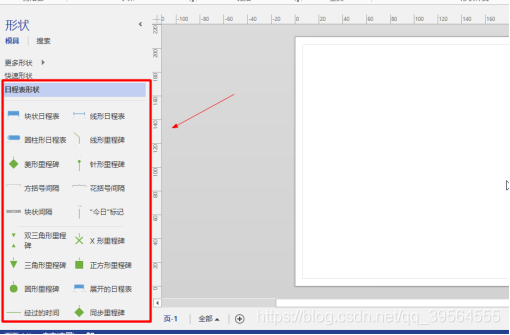 形状
模具 搜索
更多形状
快速形状
日程表形状
块状日程表 线形日程表
圆柱形日程表 线形里程碑
菱形里程碑 针形里程碑
方括号间隔 花括号间隔
块状间隔 "今日"标记
双三角形里程碑 X 形里程碑
三角形里程碑 正方形里程碑
圆形里程碑 展开的日程表
经过的时间 同步里程碑
-100 -80 -60 -40 -20 0 20 40 60 80 100 120 140 160
220
200
180
160
140
120
100
80
60
40
20
0
页-1 全部
https://blog.csdn.net/qq_39564555